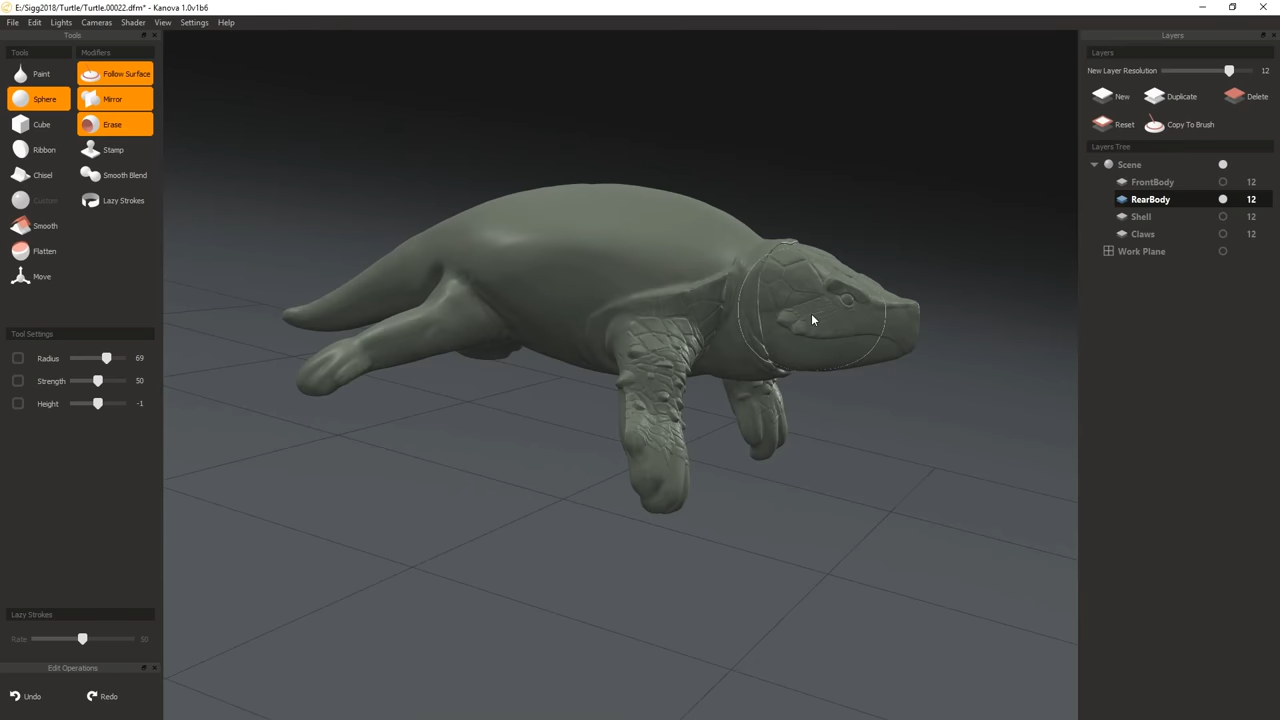 E:/Sigg2018/Turtle/Turtle.00022.dfm* - Kanova 1.0v1b6
File Edit Lights Cameras Shader View Settings Help
Tools
Tools Modifiers
Paint Follow Surface
Sphere Mirror
Cube Erase
Ribbon Stamp
Chisel Smooth Blend
Custom Lazy Strokes
Smooth
Flatten
Move
Tool Settings
Radius 69
Strength 50
Height -1
Lazy Strokes
Rate 50
Edit Operations
Undo Redo
Layers
Layers
New Layer Resolution 12
New Duplicate Delete
Reset Copy To Brush
Layers Tree
Scene
FrontBody 12
RearBody 12
Shell 12
Claws 12
Work Plane